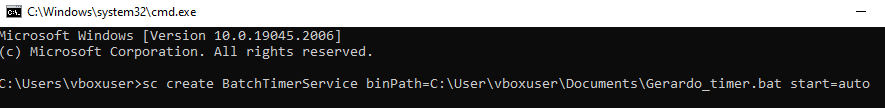 C:\Windows\system32\cmd.exe
Microsoft Windows [Version 10.0.19045.2006]
(c) Microsoft Corporation. All rights reserved.
C:\Users\vboxuser>sc create BatchTimerService binPath=C:\User\vboxuser\Documents\Gerardo_timer.bat start=auto